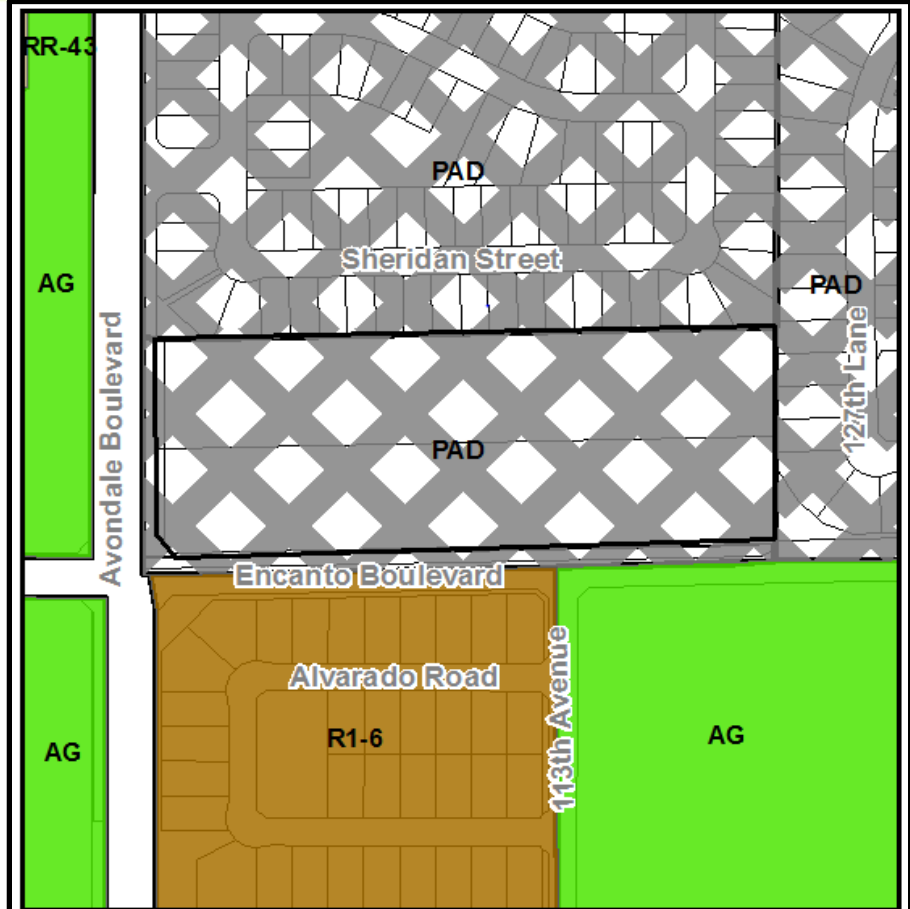 RR-43
PAD
Sheridan Street
AG
PAD
127th Lane
Avondale Boulevard
PAD
Encanto Boulevard
Alvarado Road
113th Avenue
R1-6
AG
AG